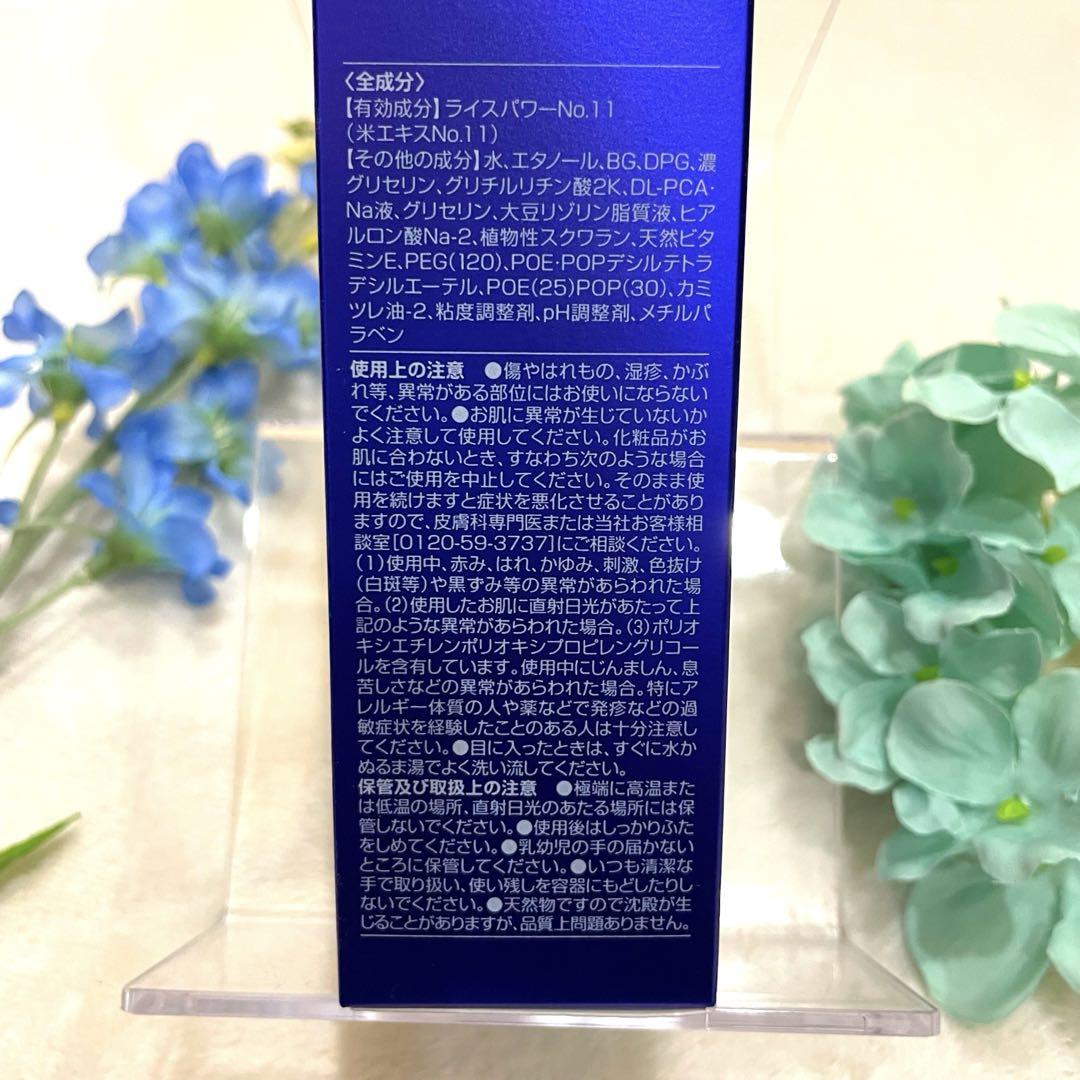 〈全成分〉
【有効成分】ライスパワーNo.11
(米エキスNo.11)
【その他の成分】水、エタノール、BG、DPG、濃
グリセリン、グリチルリチン酸2K、DL-PCA・
Na液、グリセリン、大豆リゾリン脂質液、ヒア
ルロン酸Na-2、植物性スクワラン、天然ビタ
ミンE、PEG(120)、POE・POPデシルテトラ
デシルエーテル、POE(25)POP(30)、カミ
ツレ油-2、粘度調整剤、pH調整剤、メチルパ
ラベン
使用上の注意 ●傷やはれもの、湿疹、かぶ
れ等、異常がある部位にはお使いにならない
でください。●お肌に異常が生じていないか
よく注意して使用してください。化粧品がお
肌に合わないとき、すなわち次のような場合
にはご使用を中止してください。そのまま使
用を続けますと症状を悪化させることがあり
ますので、皮膚科専門医または当社お客様相
談室[0120-59-3737]にご相談ください。
(1)使用中、赤み、はれ、かゆみ、刺激、色抜け
(白斑等)や黒ずみ等の異常があらわれた場
合。(2)使用したお肌に直射日光があたって上
記のような異常があらわれた場合。(3)ポリオ
キシエチレンポリオキシプロピレングリコー
ルを含有しています。使用中にじんましん、息
苦しさなどの異常があらわれた場合。特にア
レルギー体質の人や薬などで発疹などの過
敏症状を経験したことのある人は十分注意し
てください。●目に入ったときは、すぐに水か
ぬるま湯でよく洗い流してください。
保管及び取扱上の注意 ●極端に高温また
は低温の場所、直射日光のあたる場所には保
管しないでください。●使用後はしっかりふた
をしめてください。●乳幼児の手の届かない
ところに保管してください。●いつも清潔な
手で取り扱い、使い残しを容器にもどしたりし
ないでください。●天然物ですので沈殿が生
じることがありますが、品質上問題ありません。